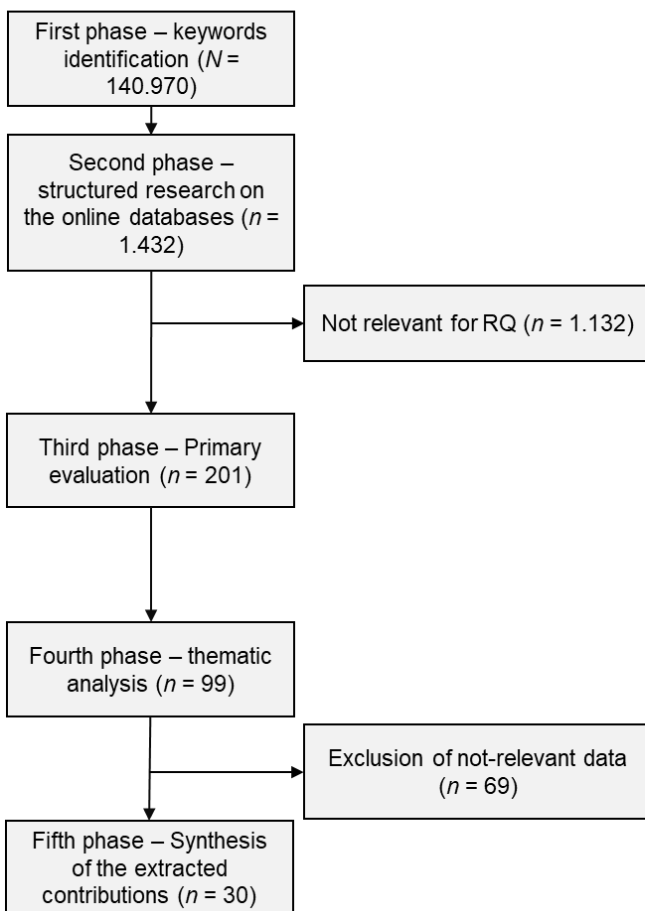 First phase – keywords
identification (N =
140.970)
Second phase –
structured research on
the online databases (n =
1.432)
Not relevant for RQ (n = 1.132)
Third phase – Primary
evaluation (n = 201)
Fourth phase – thematic
analysis (n = 99)
Exclusion of not-relevant data
(n = 69)
Fifth phase – Synthesis
of the extracted
contributions (n = 30)